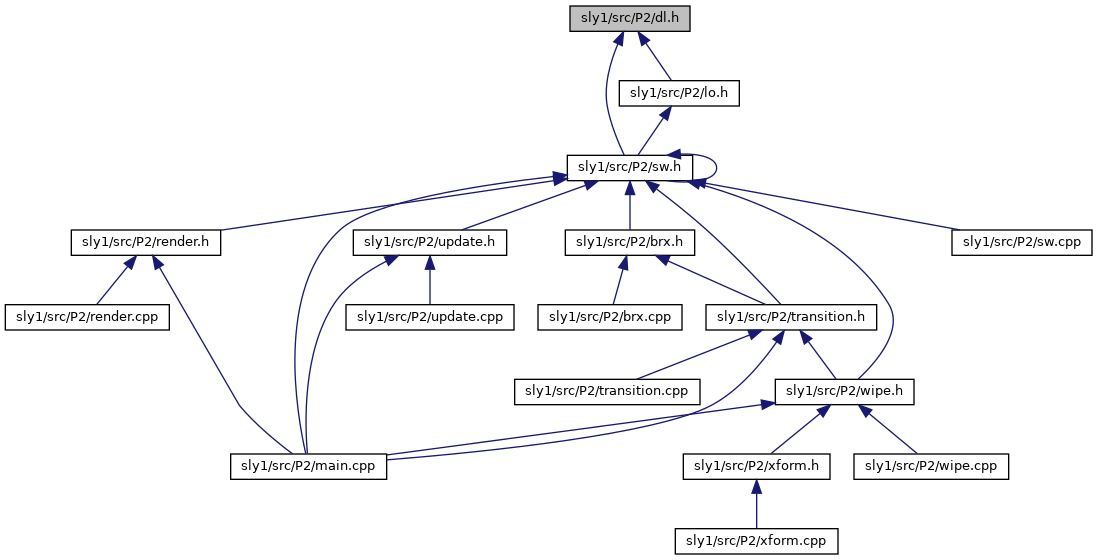 sly1/src/P2/dl.h
sly1/src/P2/lo.h
sly1/src/P2/sw.h
sly1/src/P2/render.h
sly1/src/P2/update.h
sly1/src/P2/brx.h
sly1/src/P2/sw.cpp
sly1/src/P2/render.cpp
sly1/src/P2/update.cpp
sly1/src/P2/brx.cpp
sly1/src/P2/transition.h
sly1/src/P2/transition.cpp
sly1/src/P2/wipe.h
sly1/src/P2/main.cpp
sly1/src/P2/xform.h
sly1/src/P2/wipe.cpp
sly1/src/P2/xform.cpp